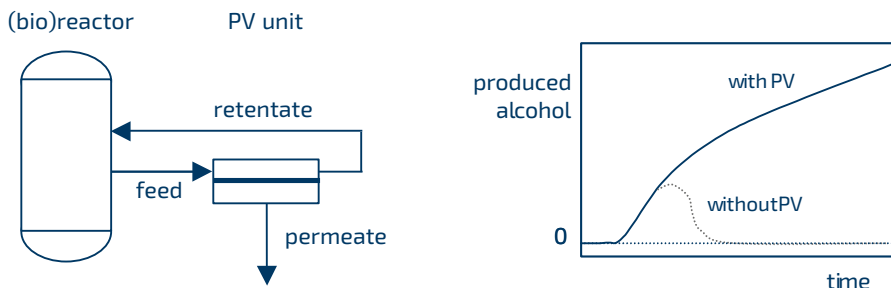 (bio)reactor
PV unit
retentate
feed
permeate
produced
alcohol
with PV
withoutPV
0
time